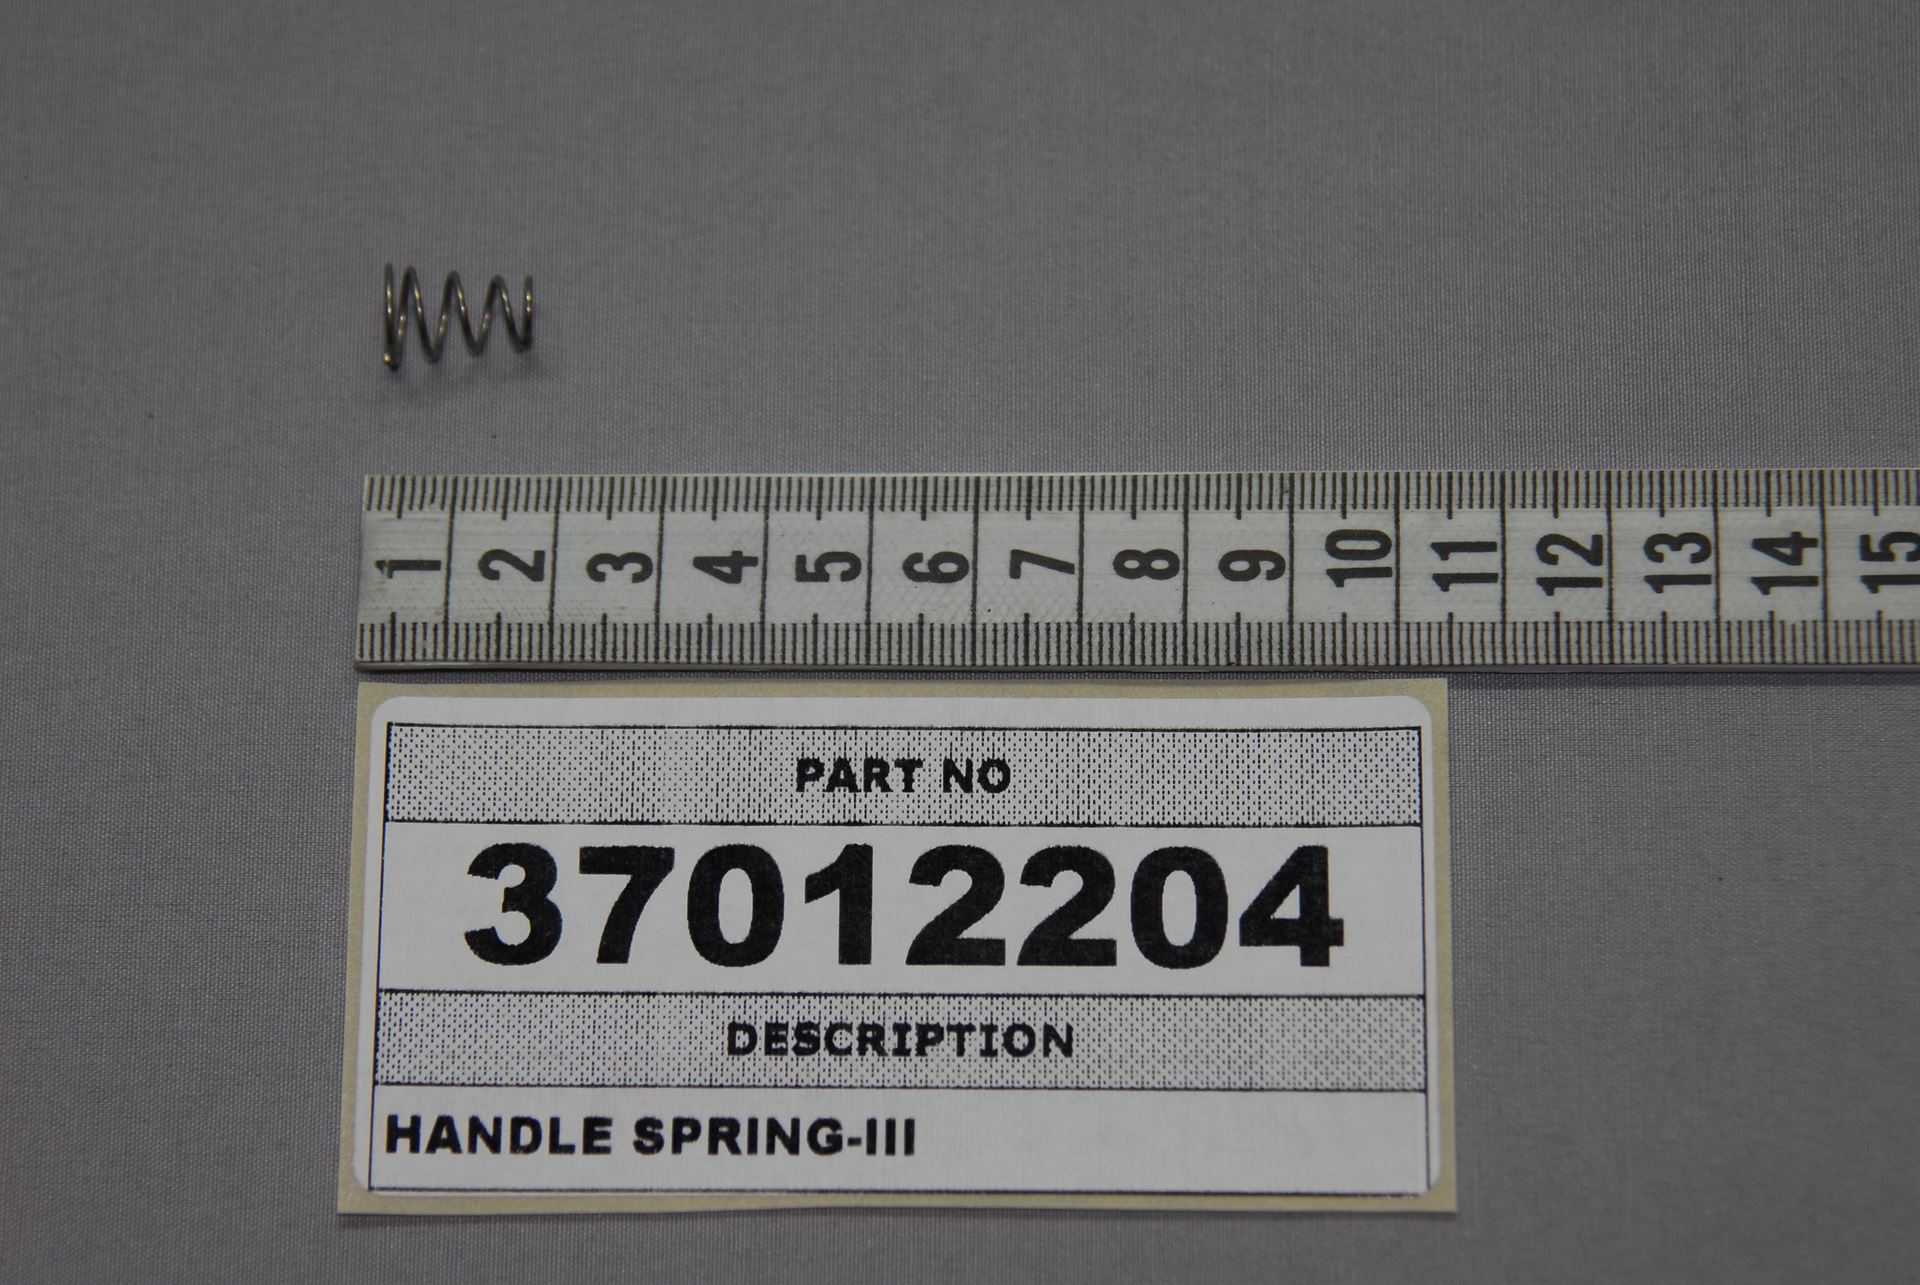 1 2 3 4 5 6 7 8 9 10 11 12 13 14 15
PART NO
37012204
DESCRIPTION
HANDLE SPRING-III